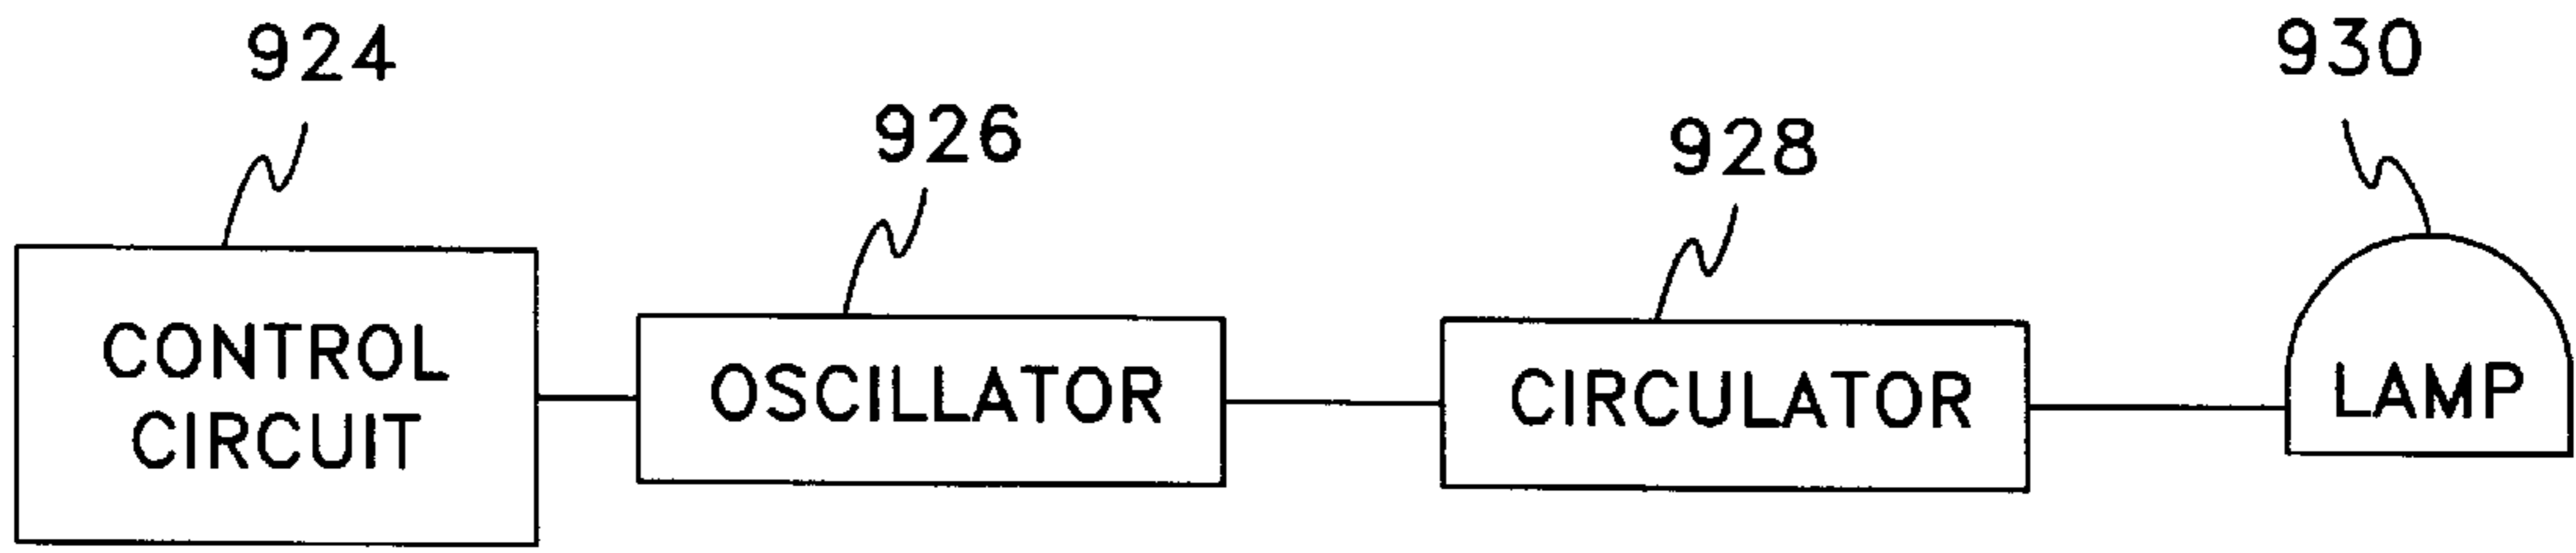 924
926
928
930
CONTROL
CIRCUIT
OSCILLATOR
CIRCULATOR
LAMP